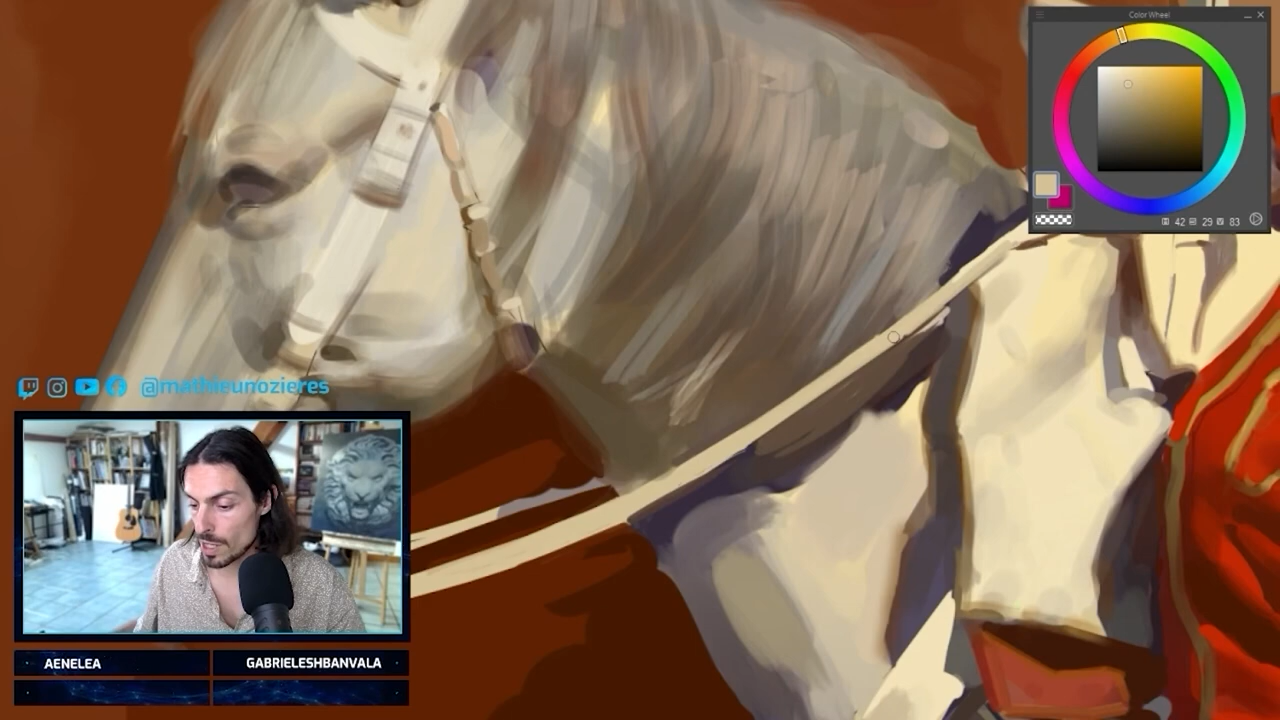 Color Wheel
42 29 83
@mathieunozieres
AENELEA
GABRIELESHBANVALA